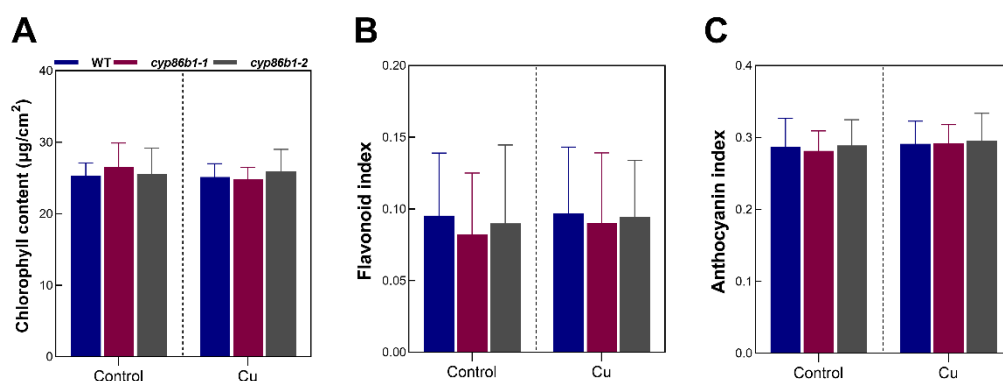 A
WT cyp86b1-1 cyp86b1-2
Chlorophyll content (µg/cm²)
40
30
20
10
0
Control Cu
B
Flavonoid index
0.20
0.15
0.10
0.05
0.00
Control Cu
C
Anthocyanin index
0.4
0.3
0.2
0.1
0.0
Control Cu